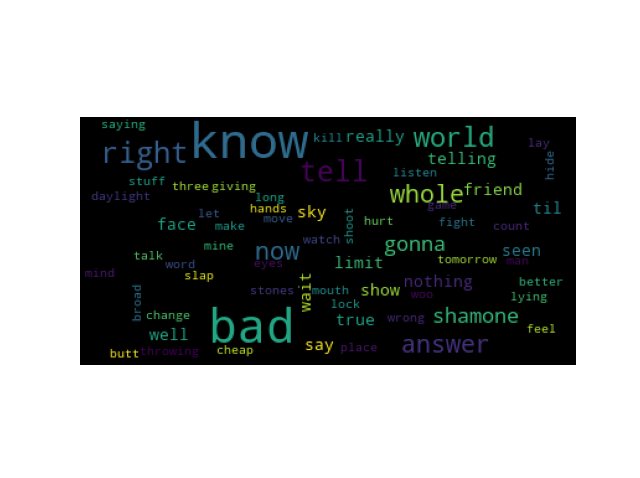 saying
know
kill really
world
lay
right
tell
telling
hide
listen
stuff
three giving
whole friend
daylight
long
game
let
hands
sky
til
move
shoot
hurt
fight
count
face
make
mine
now
watch
gonna
seen
talk
limit
tomorrow
man
word
eyes
mind
slap
wait
nothing
better
broad
stones
mouth
show
woo
lying
lock
change
bad
true
wrong
shamone
feel
well
say
place
answer
butt throwing
cheap